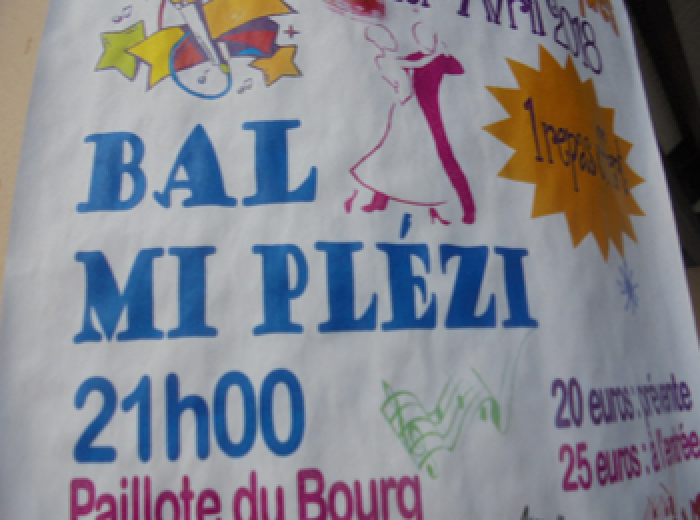 Avril 2018
1 repas offert
BAL
MI PLÉZI
21h00
20 euros : prévente
25 euros : à l'entrée
Paillote du Bourg